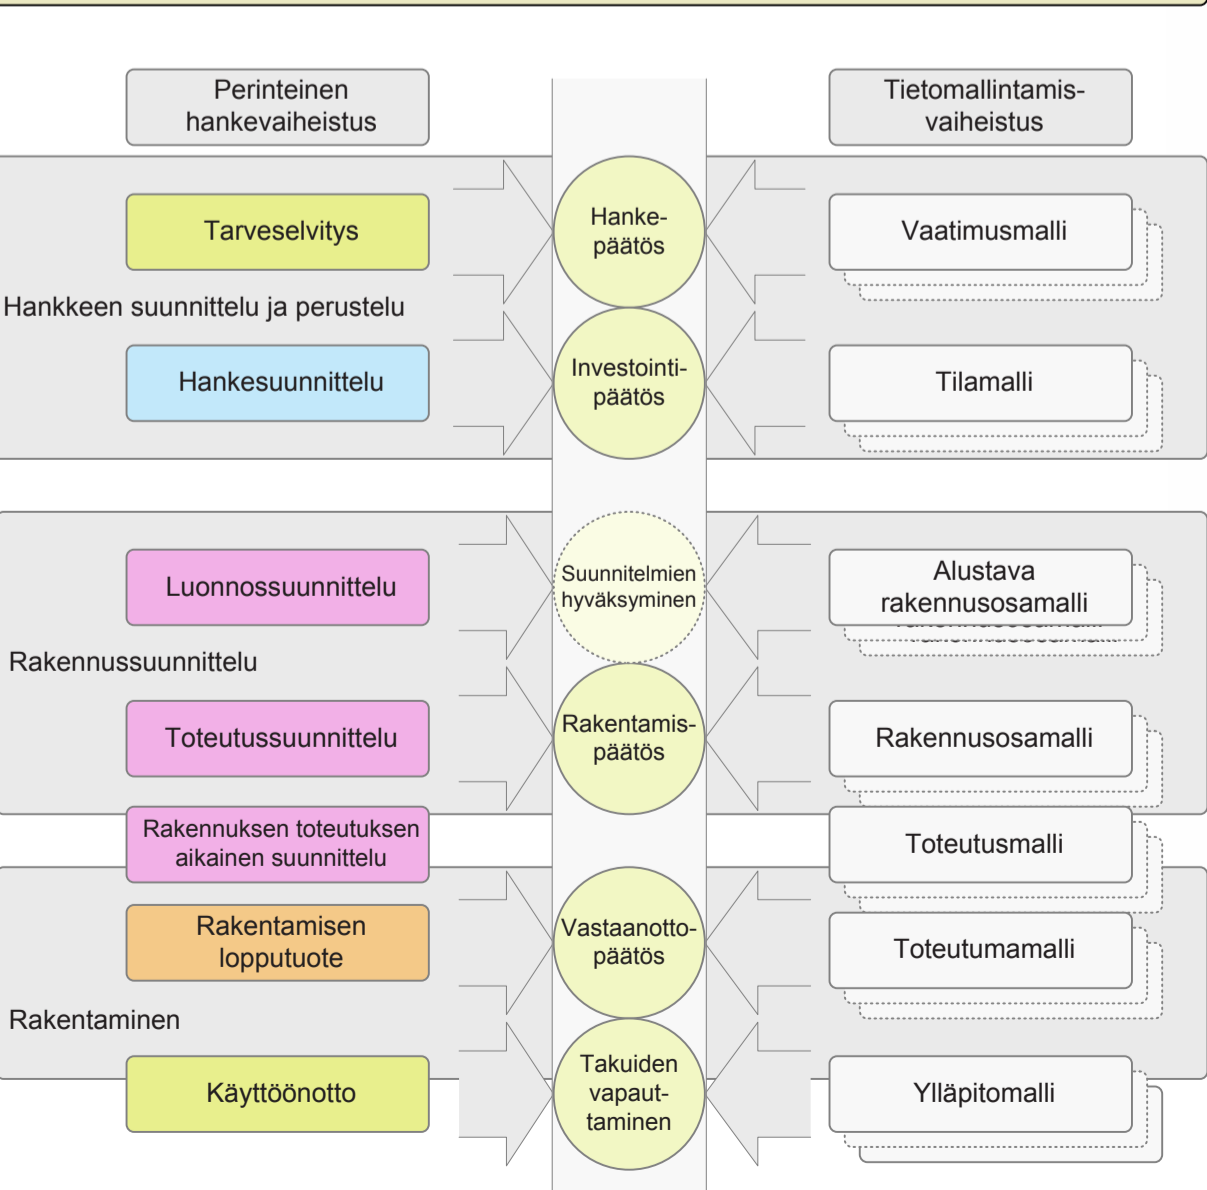 Perinteinen
hankevaiheistus
Tietomallintamis-
vaiheistus
Tarveselvitys
Hanke-
päätös
Vaatimusmalli
Hankkeen suunnittelu ja perustelu
Hankesuunnittelu
Investointi-
päätös
Tilamalli
Luonnossuunnittelu
Suunnitelmien
hyväksyminen
Alustava
rakennusosamalli
Rakennussuunnittelu
Toteutussuunnittelu
Rakentamis-
päätös
Rakennusosamalli
Rakennuksen toteutuksen
aikainen suunnittelu
Toteutusmalli
Rakentamisen
lopputuote
Vastaanotto-
päätös
Toteutumamalli
Rakentaminen
Käyttöönotto
Takuiden
vapaut-
taminen
Ylläpitomalli